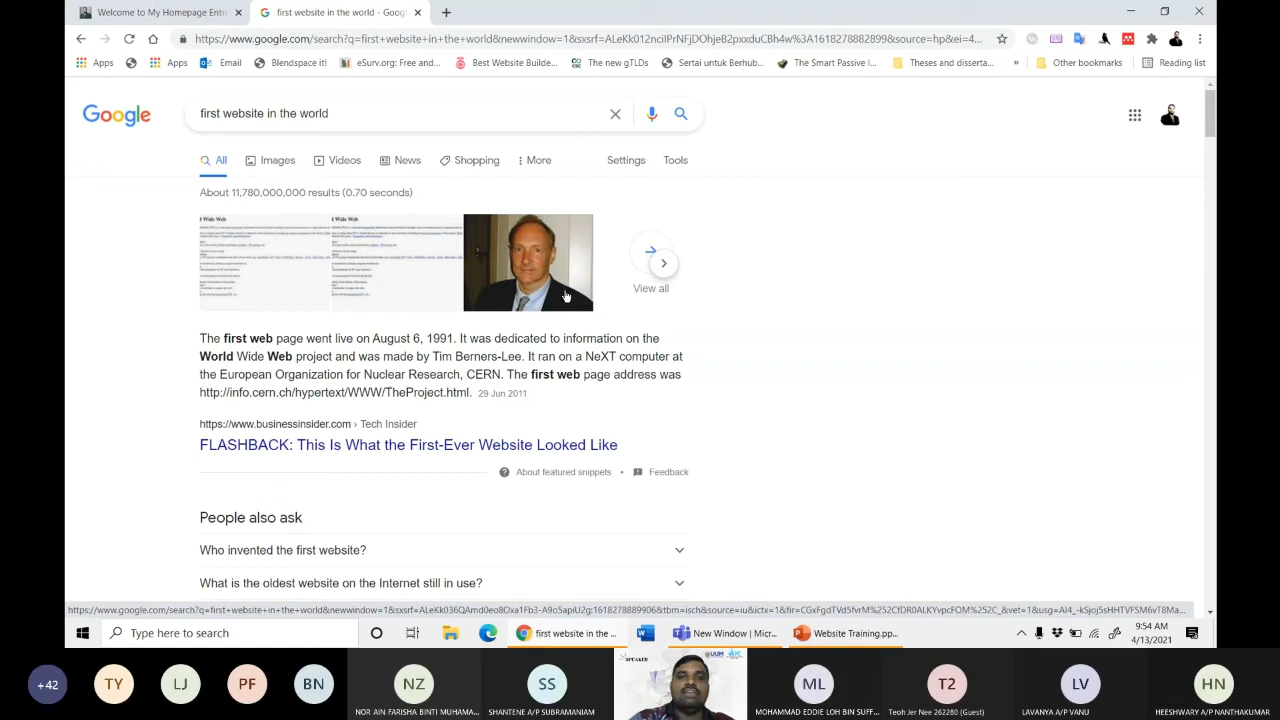 Welcome to My Homepage Entr
first website in the world - Goog
https://www.google.com/search?q=first+website+in+the+world&newwindow=1&sxsrf=ALeKk012nciIPrNFjDOhjeB2pxxduCBh4w%3A1618278882899&source=hp&ei=4...
Apps
Apps
Email
Blendspace it!
eSurv.org: Free and...
Best Website Builde...
The new gTLDs
Sertai untuk Berhub...
The Smart Passive I...
Theses and disserta...
»
Other bookmarks
Reading list
Google
first website in the world
All
Images
Videos
News
Shopping
More
Settings
Tools
About 11,780,000,000 results (0.70 seconds)
View all
The first web page went live on August 6, 1991. It was dedicated to information on the
World Wide Web project and was made by Tim Berners-Lee. It ran on a NeXT computer at
the European Organization for Nuclear Research, CERN. The first web page address was
http://info.cern.ch/hypertext/WWW/TheProject.html. 29 Jun 2011
https://www.businessinsider.com › Tech Insider
FLASHBACK: This Is What the First-Ever Website Looked Like
About featured snippets • Feedback
People also ask
Who invented the first website?
What is the oldest website on the Internet still in use?
Type here to search
first website in the ...
New Window | Micr...
Website Training.pp...
9:54 AM
4/13/2021
+42
TY
LJ
PF
BN
NZ
NOR AIN FARISHA BINTI MUHAMA...
SS
SHANTENE A/P SUBRAMANIAM
SPEAKER
UUM
ML
MOHAMMAD EDDIE LOH BIN SUFF...
T2
Teoh Jer Nee 262280 (Guest)
LV
LAVANYA A/P VANU
HN
HEESHWARY A/P NANTHAKUMAR